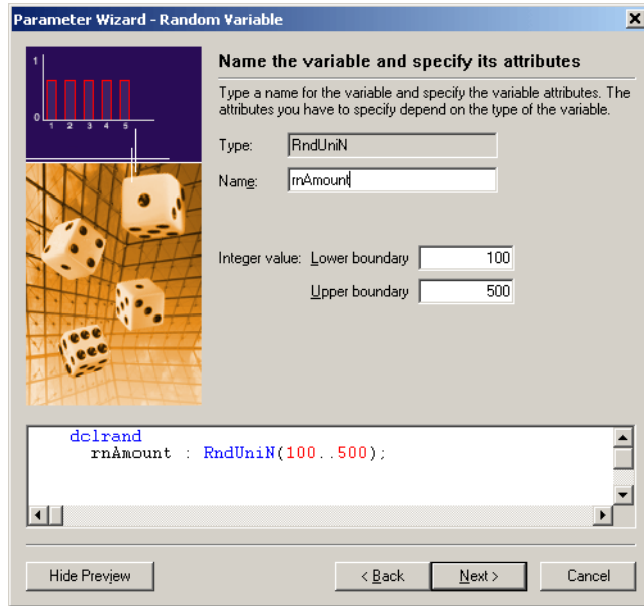 Parameter Wizard - Random Variable
1
0
1 2 3 4 5
Name the variable and specify its attributes
Type a name for the variable and specify the variable attributes. The
attributes you have to specify depend on the type of the variable.
Type: RndUniN
Name: rnAmount
Integer value: Lower boundary 100
Upper boundary 500
dclrand
rnAmount : RndUniN(100..500);
Hide Preview < Back Next > Cancel